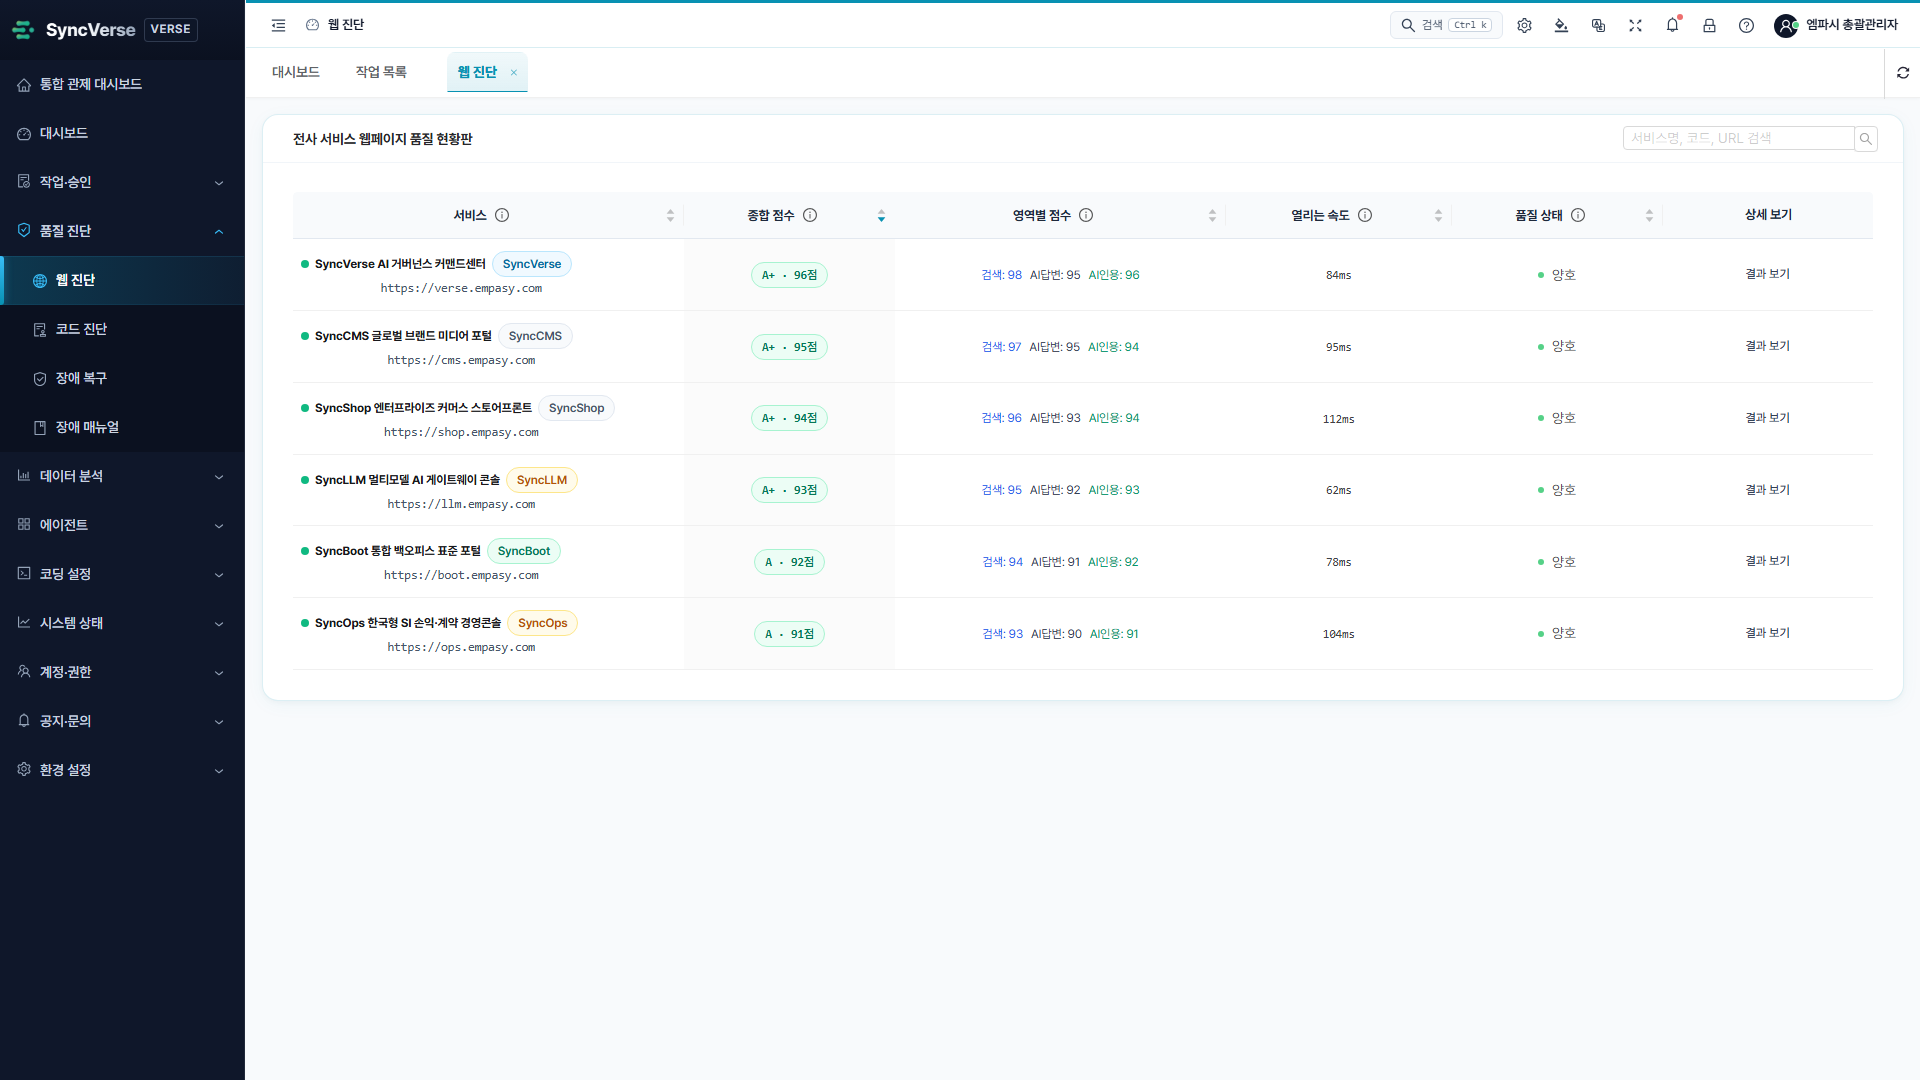 SyncVerse VERSE
통합 관제 대시보드
대시보드
작업·승인
품질 진단
웹 진단
코드 진단
장애 복구
장애 매뉴얼
데이터 분석
에이전트
코딩 설정
시스템 상태
계정·권한
공지·문의
환경 설정
웹 진단
검색 Ctrl k
엠파시 총괄관리자
대시보드 작업 목록 웹 진단 ×
전사 서비스 웹페이지 품질 현황판
서비스명, 코드, URL 검색
서비스 종합 점수 영역별 점수 열리는 속도 품질 상태 상세 보기
SyncVerse AI 거버넌스 커맨드센터 SyncVerse
https://verse.empasy.com
A+ · 96점 검색: 98 AI답변: 95 AI인용: 96 84ms 양호 결과 보기
SyncCMS 글로벌 브랜드 미디어 포털 SyncCMS
https://cms.empasy.com
A+ · 95점 검색: 97 AI답변: 95 AI인용: 94 95ms 양호 결과 보기
SyncShop 엔터프라이즈 커머스 스토어프론트 SyncShop
https://shop.empasy.com
A+ · 94점 검색: 96 AI답변: 93 AI인용: 94 112ms 양호 결과 보기
SyncLLM 멀티모델 AI 게이트웨이 콘솔 SyncLLM
https://llm.empasy.com
A+ · 93점 검색: 95 AI답변: 92 AI인용: 93 62ms 양호 결과 보기
SyncBoot 통합 백오피스 표준 포털 SyncBoot
https://boot.empasy.com
A · 92점 검색: 94 AI답변: 91 AI인용: 92 78ms 양호 결과 보기
SyncOps 한국형 SI 손익·계약 경영콘솔 SyncOps
https://ops.empasy.com
A · 91점 검색: 93 AI답변: 90 AI인용: 91 104ms 양호 결과 보기